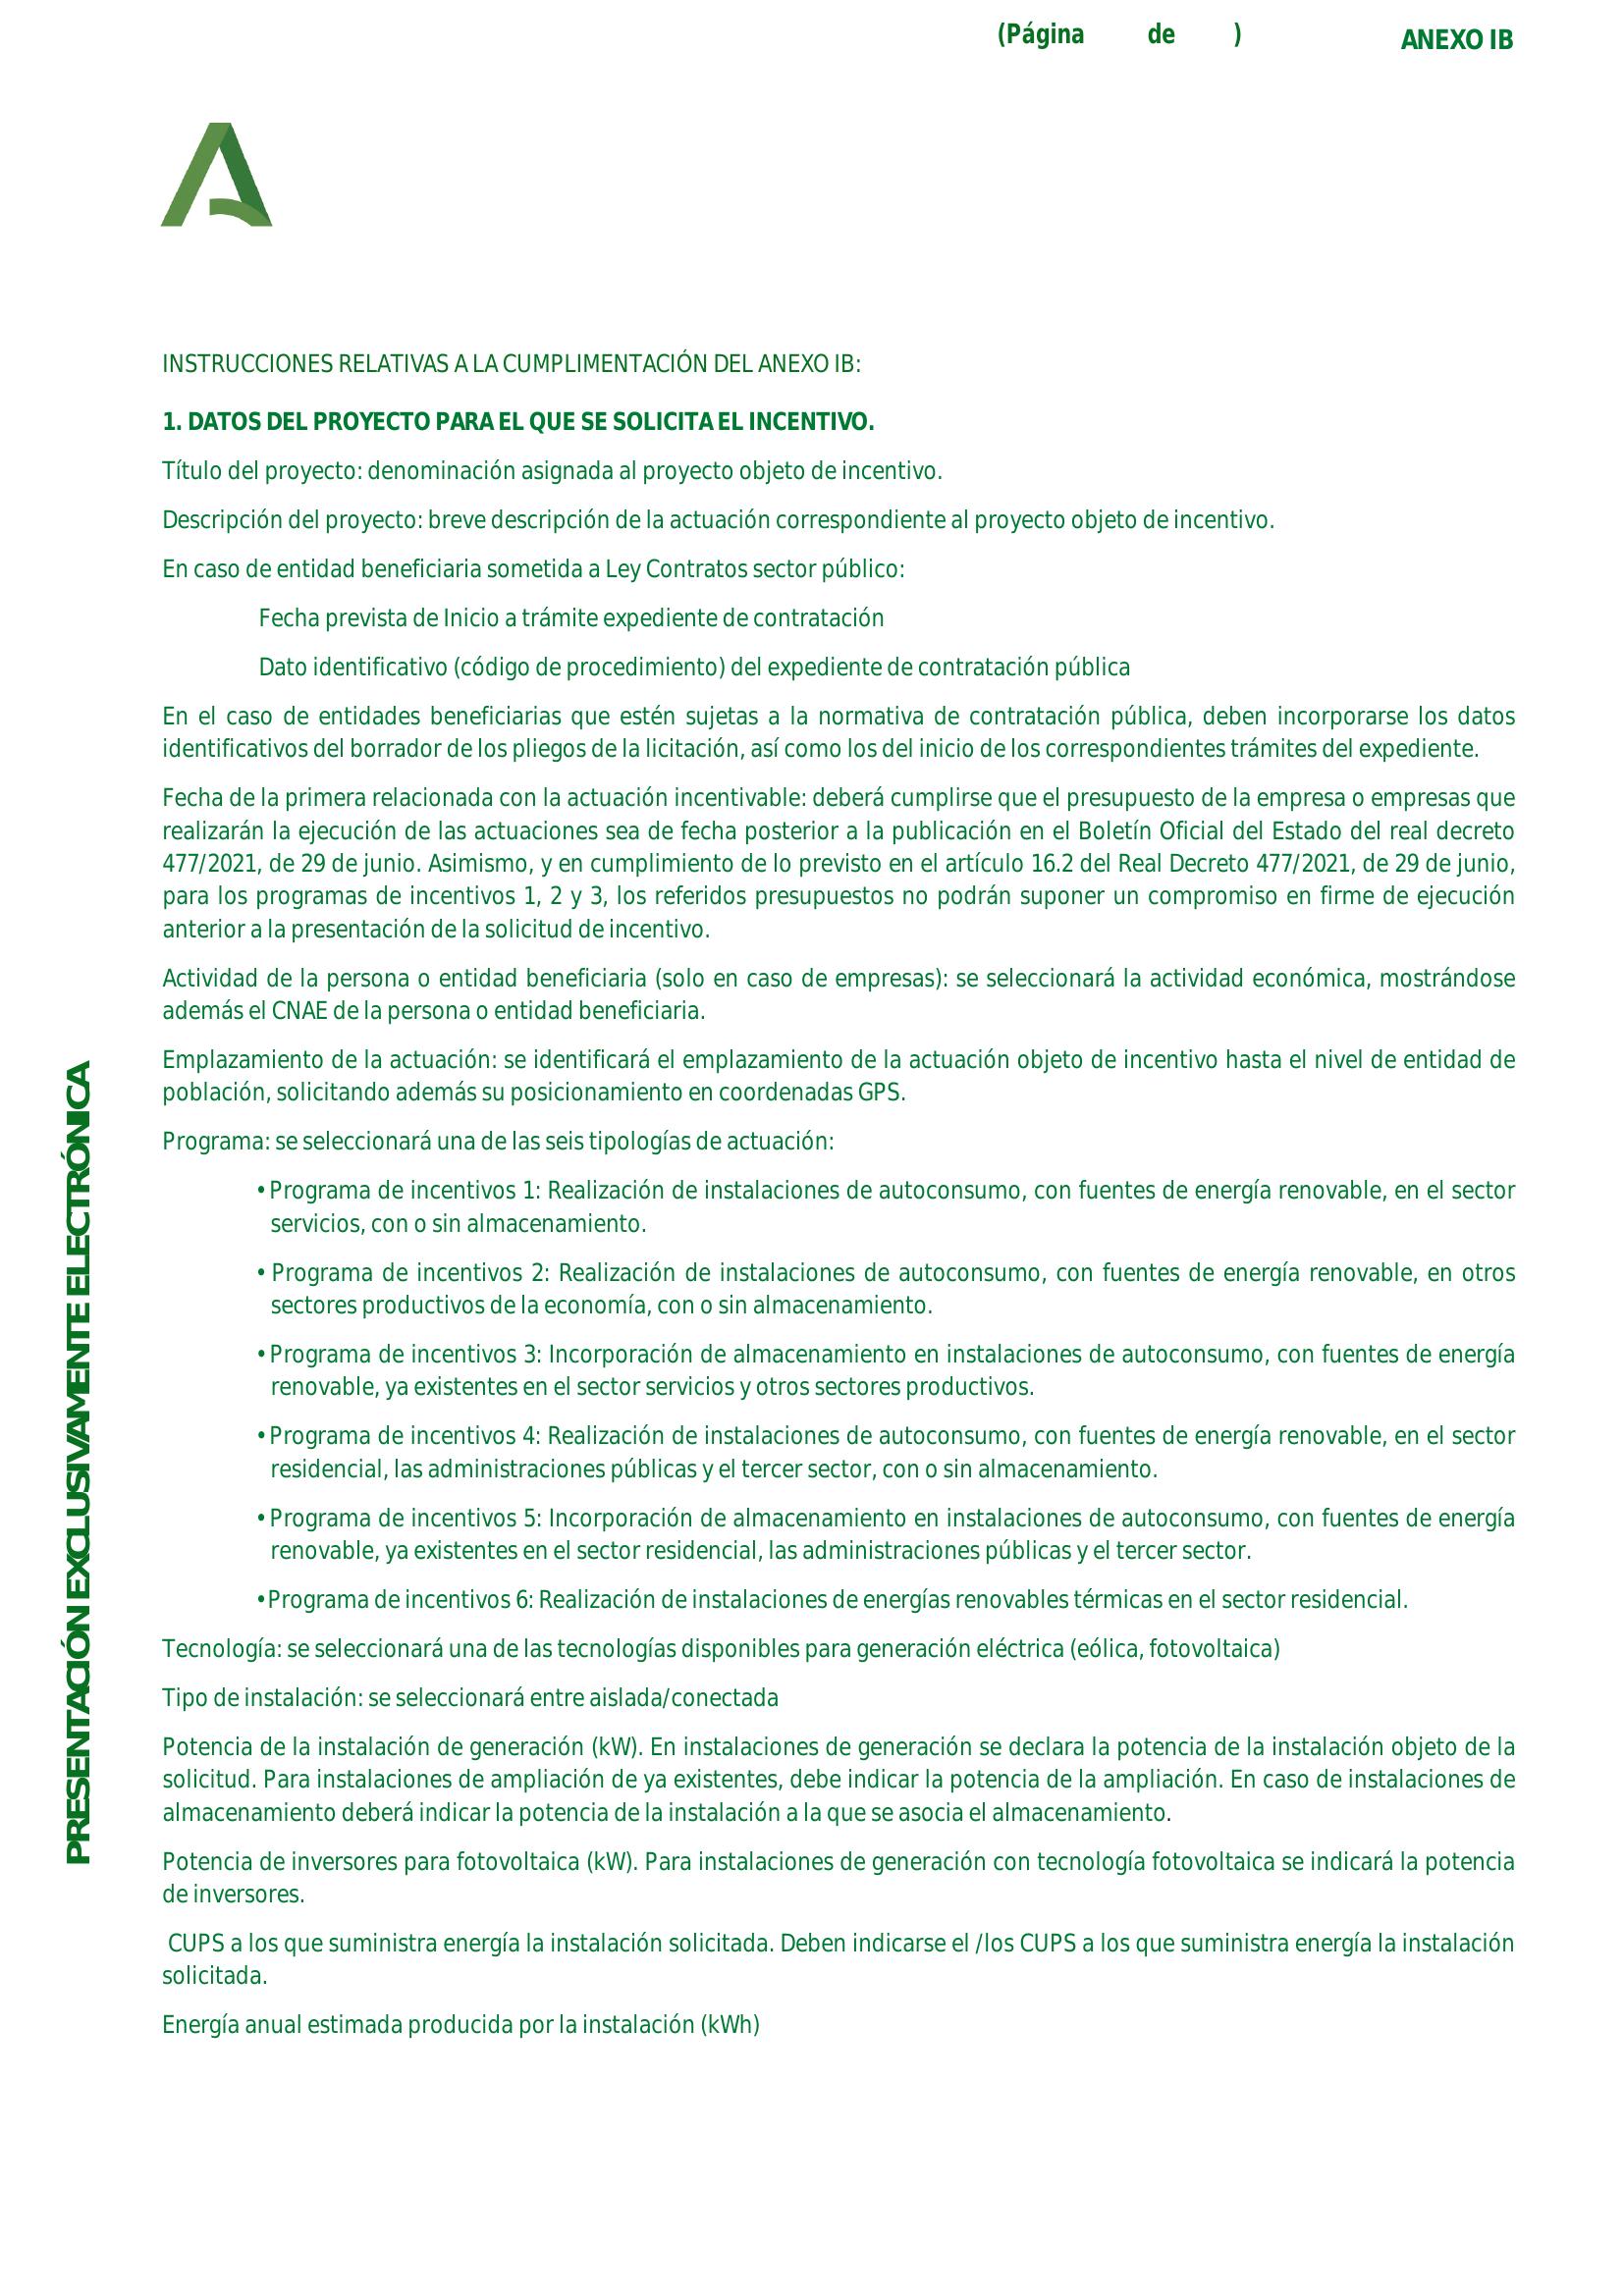 (Página de )
ANEXO IB
INSTRUCCIONES RELATIVAS A LA CUMPLIMENTACIÓN DEL ANEXO IB:
1. DATOS DEL PROYECTO PARA EL QUE SE SOLICITA EL INCENTIVO.
Título del proyecto: denominación asignada al proyecto objeto de incentivo.
Descripción del proyecto: breve descripción de la actuación correspondiente al proyecto objeto de incentivo.
En caso de entidad beneficiaria sometida a Ley Contratos sector público:
Fecha prevista de Inicio a trámite expediente de contratación
Dato identificativo (código de procedimiento) del expediente de contratación pública
En el caso de entidades beneficiarias que estén sujetas a la normativa de contratación pública, deben incorporarse los datos
identificativos del borrador de los pliegos de la licitación, así como los del inicio de los correspondientes trámites del expediente.
Fecha de la primera relacionada con la actuación incentivable: deberá cumplirse que el presupuesto de la empresa o empresas que
realizarán la ejecución de las actuaciones sea de fecha posterior a la publicación en el Boletín Oficial del Estado del real decreto
477/2021, de 29 de junio. Asimismo, y en cumplimiento de lo previsto en el artículo 16.2 del Real Decreto 477/2021, de 29 de junio,
para los programas de incentivos 1, 2 y 3, los referidos presupuestos no podrán suponer un compromiso en firme de ejecución
anterior a la presentación de la solicitud de incentivo.
Actividad de la persona o entidad beneficiaria (solo en caso de empresas): se seleccionará la actividad económica, mostrándose
además el CNAE de la persona o entidad beneficiaria.
Emplazamiento de la actuación: se identificará el emplazamiento de la actuación objeto de incentivo hasta el nivel de entidad de
población, solicitando además su posicionamiento en coordenadas GPS.
Programa: se seleccionará una de las seis tipologías de actuación:
• Programa de incentivos 1: Realización de instalaciones de autoconsumo, con fuentes de energía renovable, en el sector
servicios, con o sin almacenamiento.
• Programa de incentivos 2: Realización de instalaciones de autoconsumo, con fuentes de energía renovable, en otros
sectores productivos de la economía, con o sin almacenamiento.
• Programa de incentivos 3: Incorporación de almacenamiento en instalaciones de autoconsumo, con fuentes de energía
renovable, ya existentes en el sector servicios y otros sectores productivos.
• Programa de incentivos 4: Realización de instalaciones de autoconsumo, con fuentes de energía renovable, en el sector
residencial, las administraciones públicas y el tercer sector, con o sin almacenamiento.
• Programa de incentivos 5: Incorporación de almacenamiento en instalaciones de autoconsumo, con fuentes de energía
renovable, ya existentes en el sector residencial, las administraciones públicas y el tercer sector.
• Programa de incentivos 6: Realización de instalaciones de energías renovables térmicas en el sector residencial.
Tecnología: se seleccionará una de las tecnologías disponibles para generación eléctrica (eólica, fotovoltaica)
Tipo de instalación: se seleccionará entre aislada/conectada
Potencia de la instalación de generación (kW). En instalaciones de generación se declara la potencia de la instalación objeto de la
solicitud. Para instalaciones de ampliación de ya existentes, debe indicar la potencia de la ampliación. En caso de instalaciones de
almacenamiento deberá indicar la potencia de la instalación a la que se asocia el almacenamiento.
Potencia de inversores para fotovoltaica (kW). Para instalaciones de generación con tecnología fotovoltaica se indicará la potencia
de inversores.
CUPS a los que suministra energía la instalación solicitada. Deben indicarse el /los CUPS a los que suministra energía la instalación
solicitada.
Energía anual estimada producida por la instalación (kWh)
PRESENTACIÓN EXCLUSIVAMENTE ELECTRÓNICA